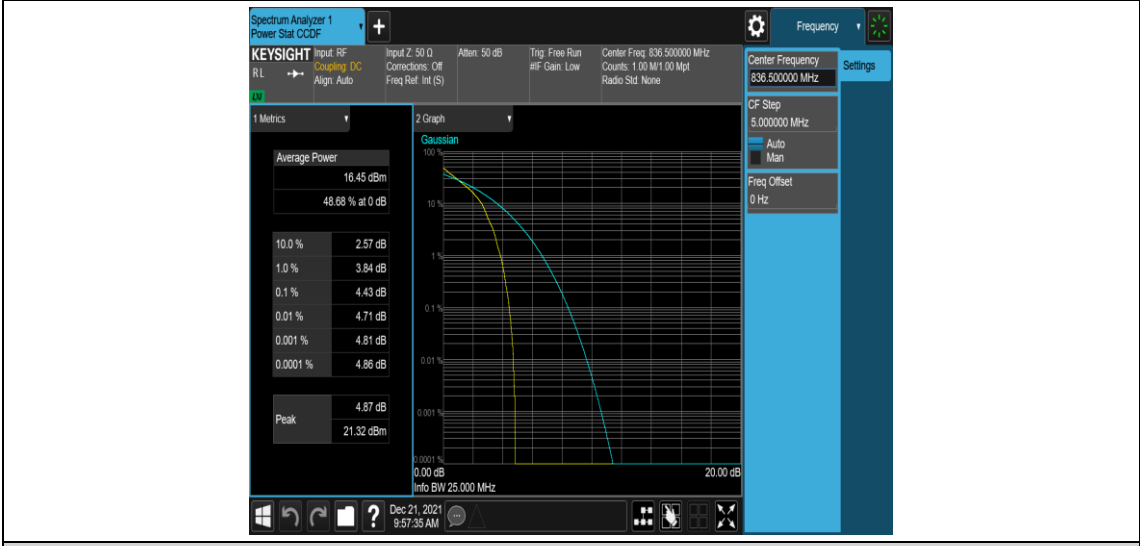 Spectrum Analyzer 1
Power Stat CCDF
+
Frequency
KEYSIGHT
RL
LXI
Input: RF
Coupling: DC
Align: Auto
Input Z: 50 Ω
Corrections: Off
Freq Ref: Int (S)
Atten: 50 dB
Trig: Free Run
#IF Gain: Low
Center Freq: 836.500000 MHz
Counts: 1.00 M/1.00 Mpt
Radio Std: None
Center Frequency
836.500000 MHz
Settings
CF Step
5.000000 MHz
Auto
Man
Freq Offset
0 Hz
1 Metrics
Average Power
16.45 dBm
48.68 % at 0 dB
10.0 % 2.57 dB
1.0 % 3.84 dB
0.1 % 4.43 dB
0.01 % 4.71 dB
0.001 % 4.81 dB
0.0001 % 4.86 dB
Peak
4.87 dB
21.32 dBm
2 Graph
Gaussian
100 %
10 %
1 %
0.1 %
0.01 %
0.001 %
0.0001 %
0.00 dB 20.00 dB
Info BW 25.000 MHz
?
Dec 21, 2021
9:57:35 AM